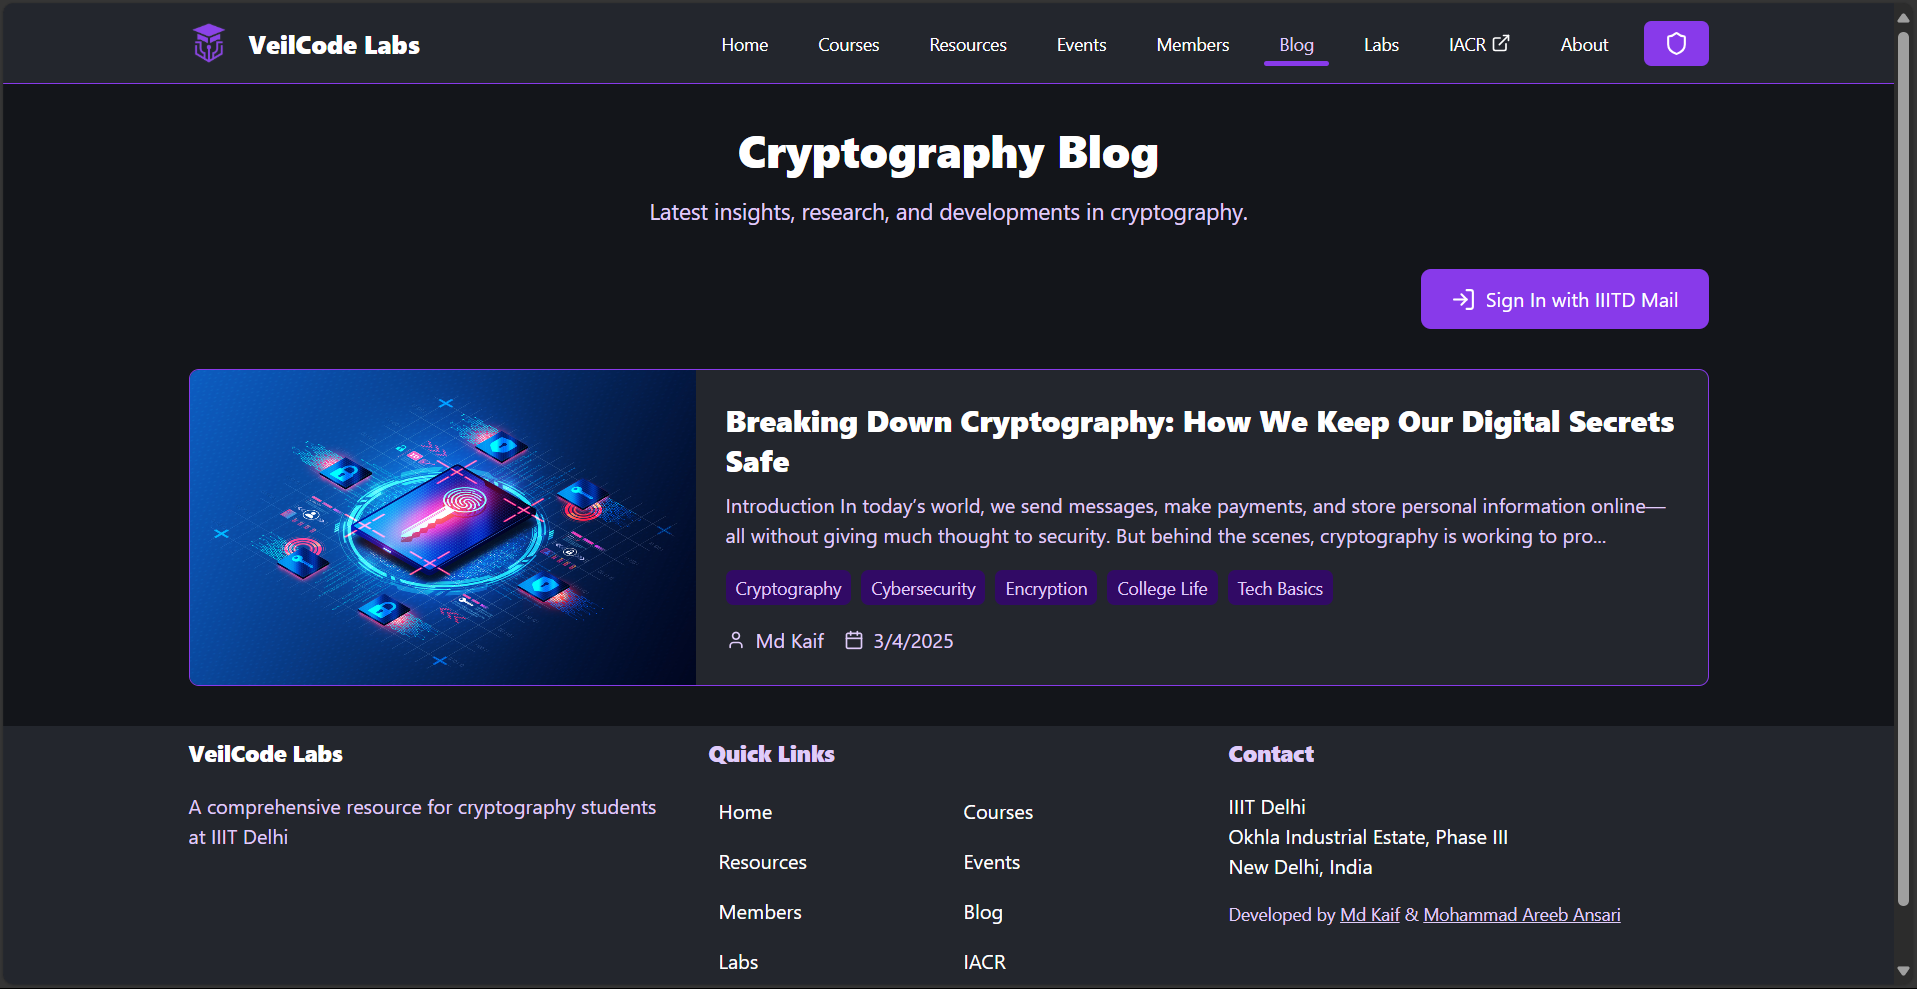 VeilCode Labs
Home Courses Resources Events Members Blog Labs IACR About
Cryptography Blog
Latest insights, research, and developments in cryptography.
Sign In with IIITD Mail
Breaking Down Cryptography: How We Keep Our Digital Secrets
Safe
Introduction In today’s world, we send messages, make payments, and store personal information online—
all without giving much thought to security. But behind the scenes, cryptography is working to pro...
Cryptography Cybersecurity Encryption College Life Tech Basics
Md Kaif 3/4/2025
VeilCode Labs
A comprehensive resource for cryptography students
at IIIT Delhi
Quick Links
Home Courses
Resources Events
Members Blog
Labs IACR
Contact
IIIT Delhi
Okhla Industrial Estate, Phase III
New Delhi, India
Developed by Md Kaif & Mohammad Areeb Ansari